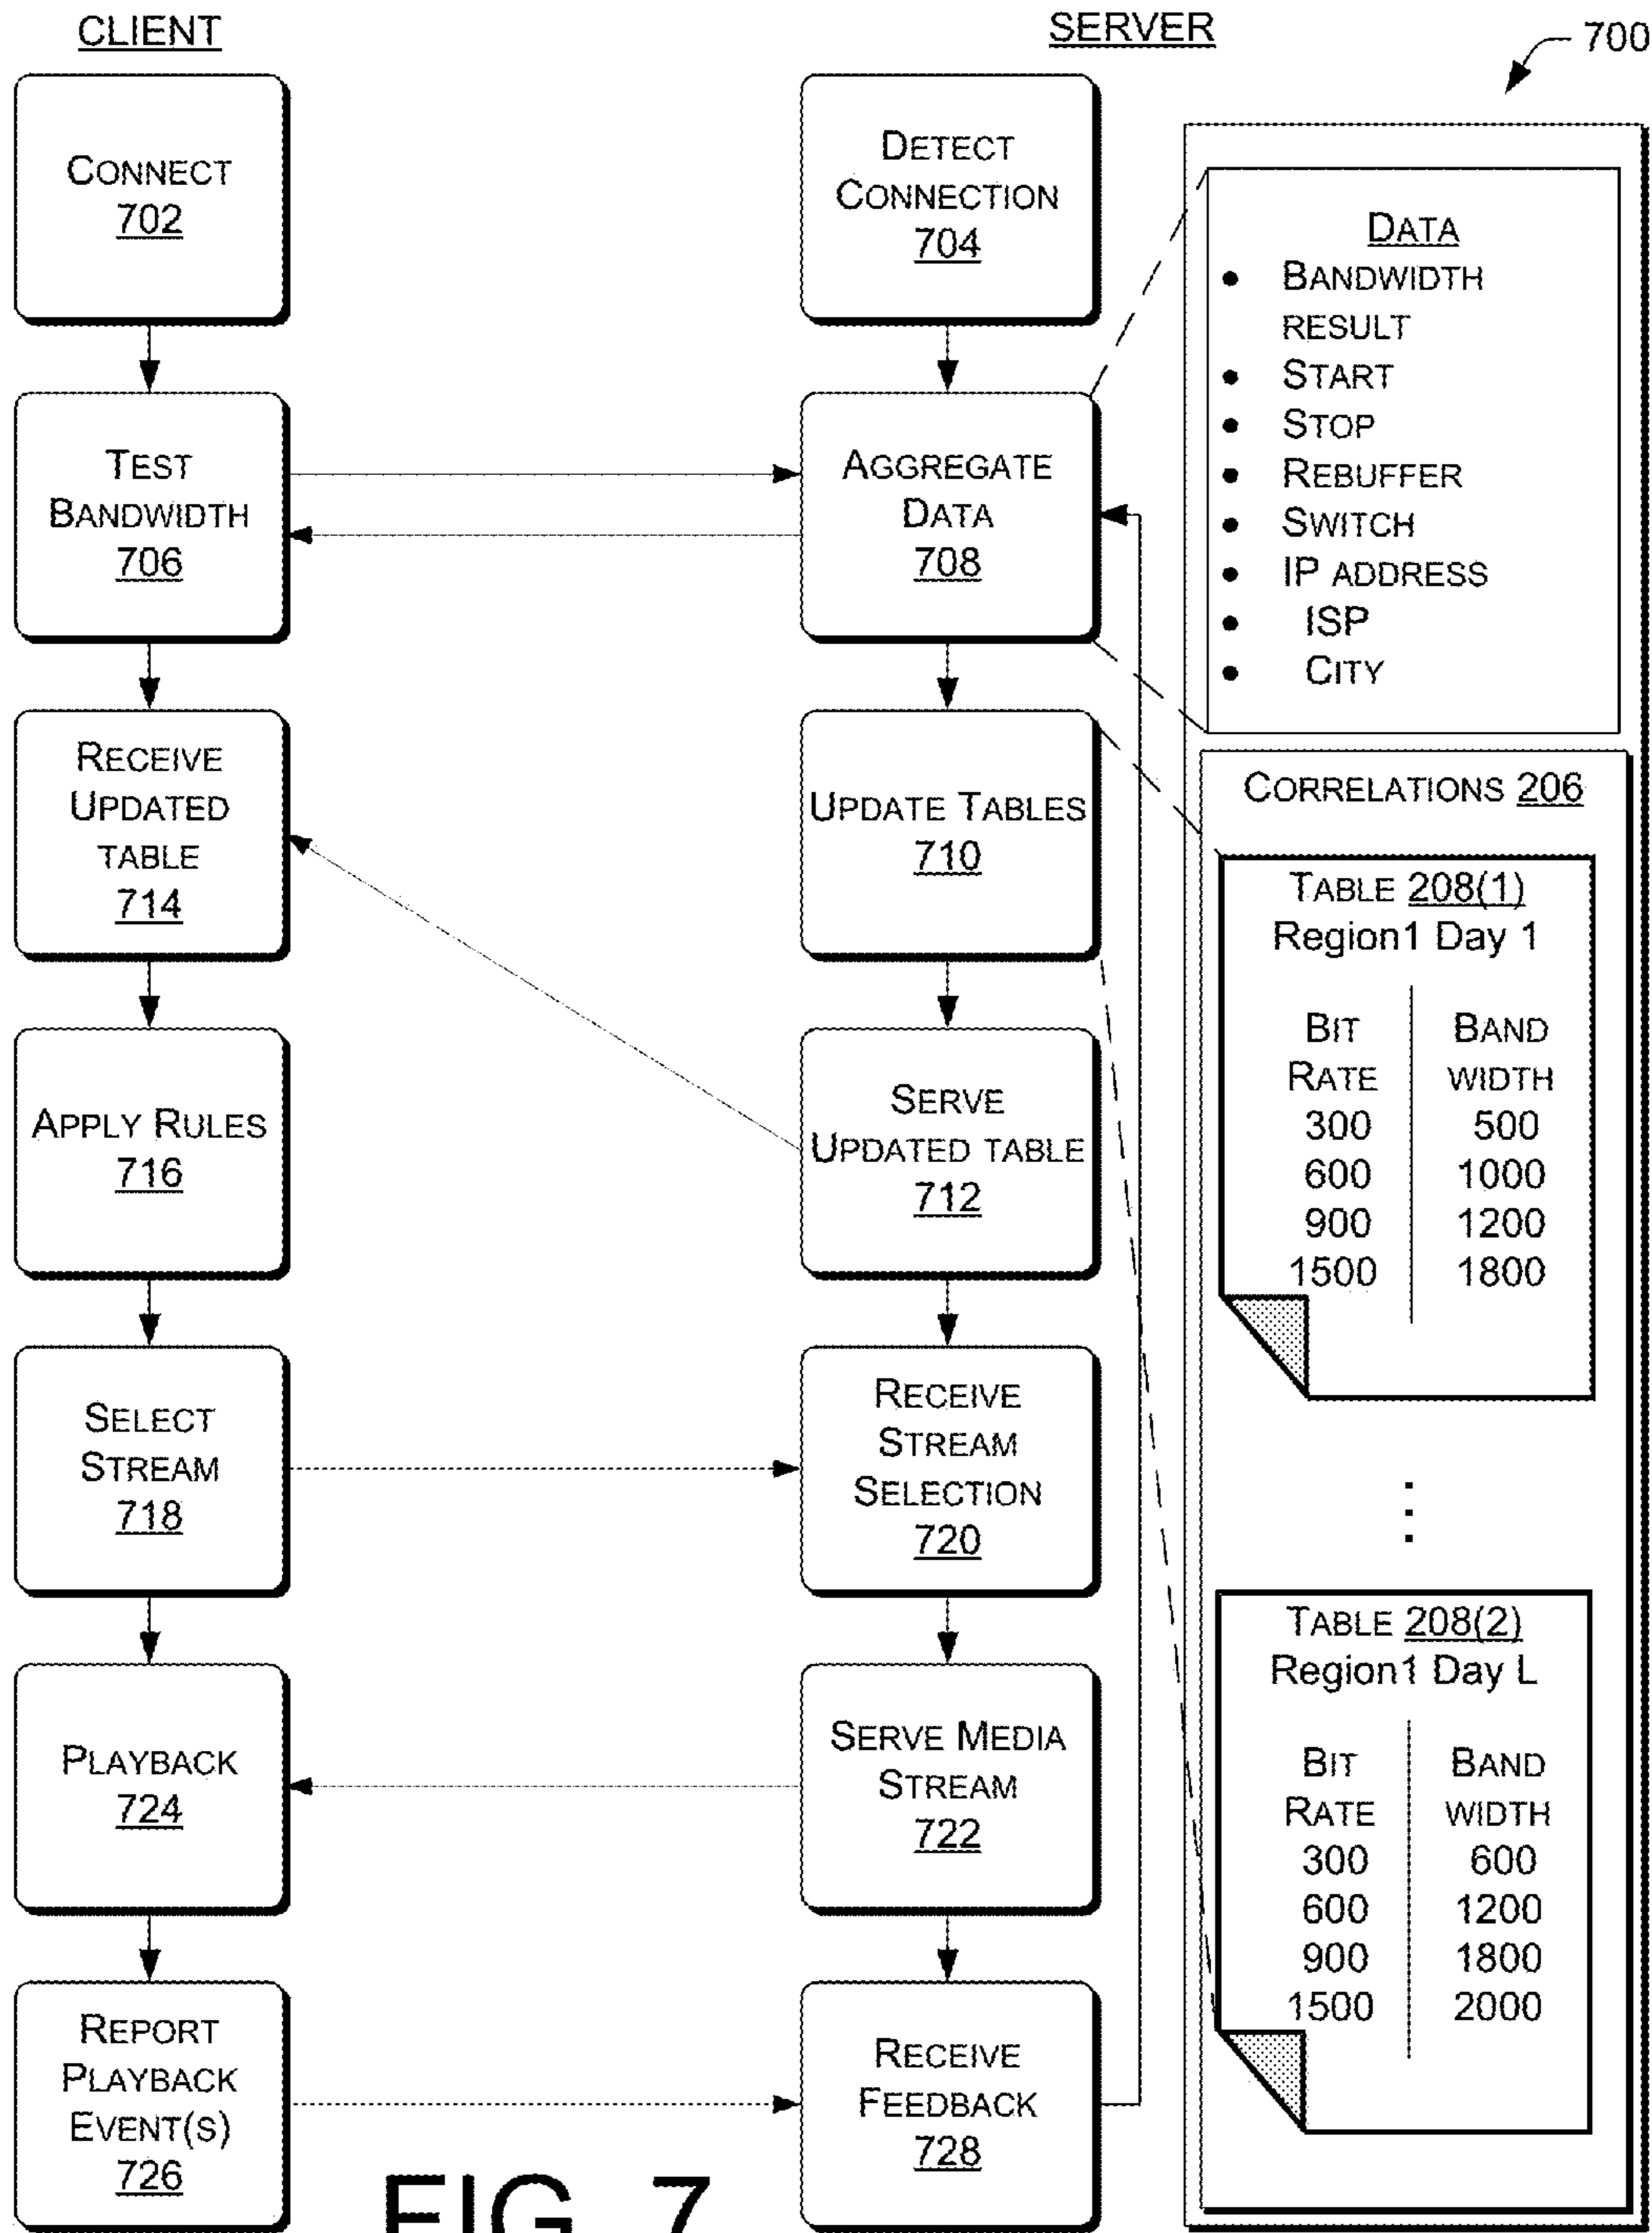 CLIENT
SERVER
700
CONNECT
702
DETECT
CONNECTION
704
TEST
BANDWIDTH
706
AGGREGATE
DATA
708
RECEIVE
UPDATED
TABLE
714
UPDATE TABLES
710
APPLY RULES
716
SERVE
UPDATED TABLE
712
SELECT
STREAM
718
RECEIVE
STREAM
SELECTION
720
PLAYBACK
724
SERVE MEDIA
STREAM
722
REPORT
PLAYBACK
EVENT(S)
726
RECEIVE
FEEDBACK
728
DATA
• BANDWIDTH
RESULT
• START
• STOP
• REBUFFER
• SWITCH
• IP ADDRESS
• ISP
• CITY
CORRELATIONS 206
TABLE 208(1)
Region1 Day 1
BIT BAND
RATE WIDTH
300 500
600 1000
900 1200
1500 1800
TABLE 208(2)
Region1 Day L
BIT BAND
RATE WIDTH
300 600
600 1200
900 1800
1500 2000
FIG. 7